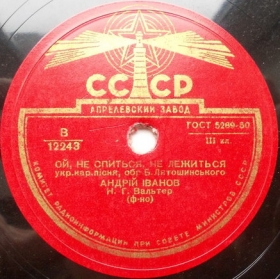 СССР
АПРЕЛЕВСКИЙ ЗАВОД
В
12243
ГОСТ 5289-50
III кл.
ОЙ, НЕ СПИТЬСЯ, НЕ ЛЕЖИТЬСЯ
укр. нар. пісня, обр. Б. Лятошинського
АНДРІЙ ІВАНОВ
Н. Г. Вальтер
(ф-но)
КОМИТЕТ РАДИОИНФОРМАЦИИ ПРИ СОВЕТЕ МИНИСТРОВ СССР